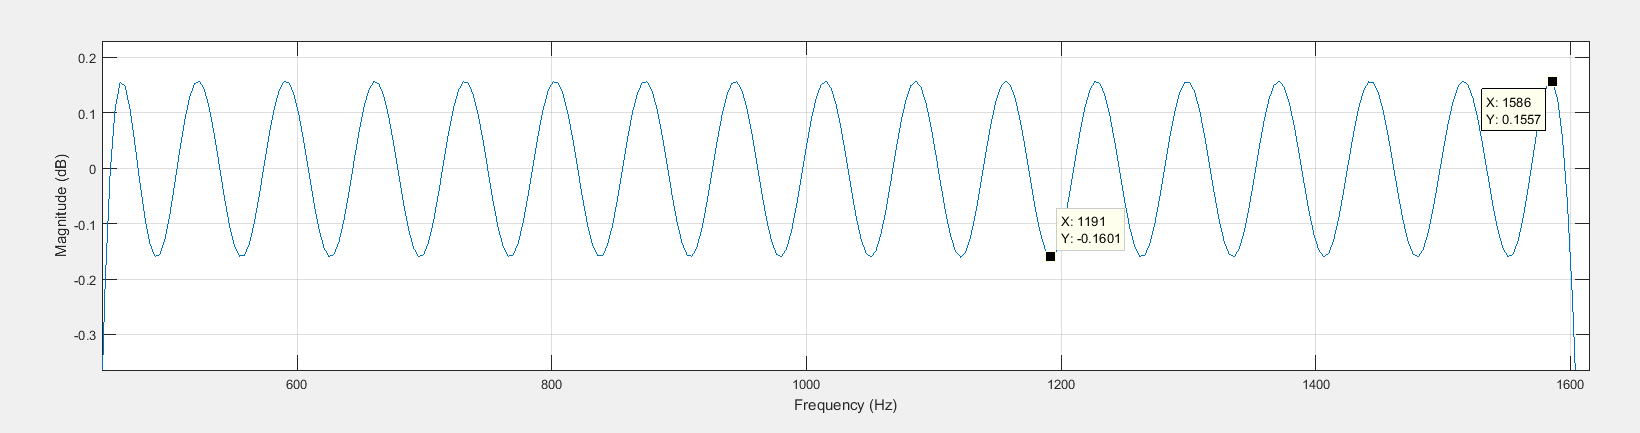 0.2
0.1
0
-0.1
-0.2
-0.3
Magnitude (dB)
X: 1586
Y: 0.1557
X: 1191
Y: -0.1601
600
800
1000
1200
1400
1600
Frequency (Hz)